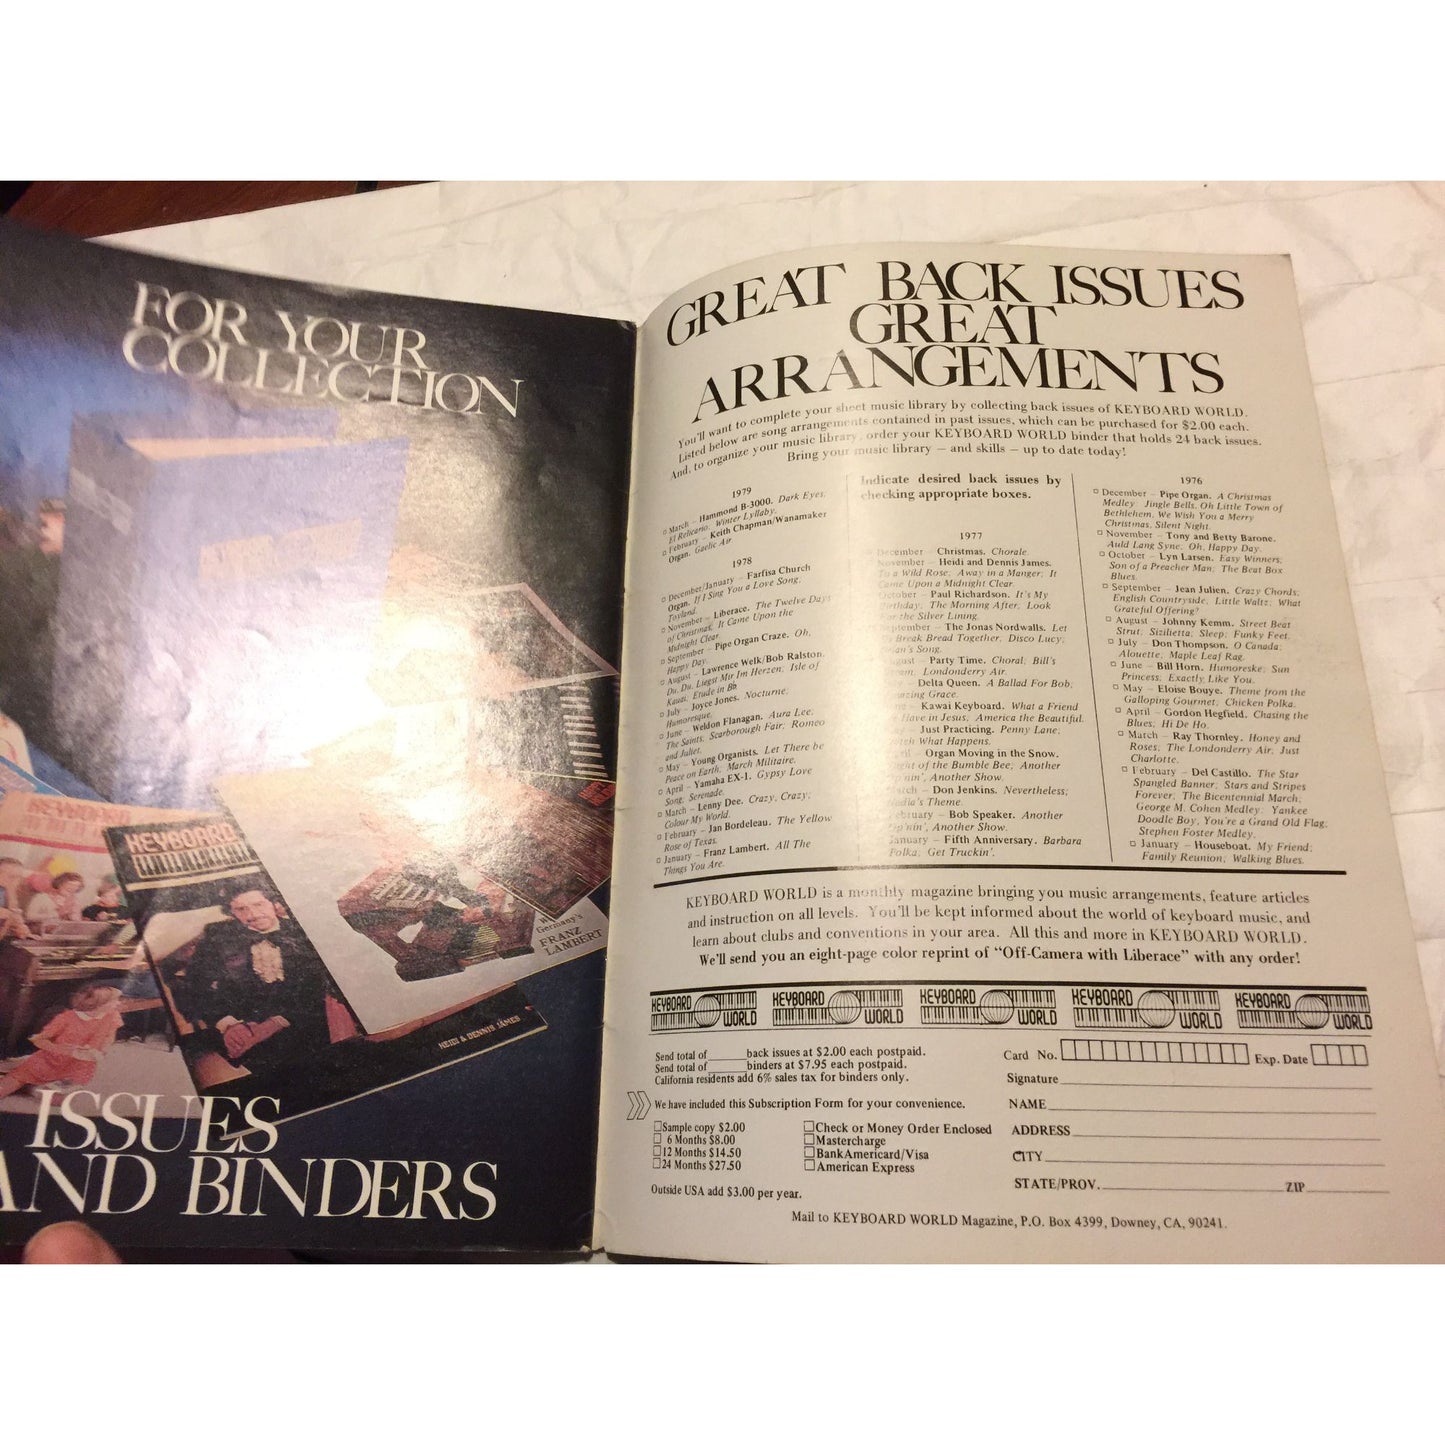 FOR YOUR
COLLECTION
KEYBOARD
W. Germany's
FRANZ
LAMBERT
HEIDI & DENNIS JAMES
ISSUES
AND BINDERS
GREAT BACK ISSUES
GREAT
ARRANGEMENTS
You'll want to complete your sheet music library by collecting back issues of KEYBOARD WORLD.
Listed below are song arrangements contained in past issues, which can be purchased for $2.00 each.
And, to organize your music library, order your KEYBOARD WORLD binder that holds 24 back issues.
Bring your music library – and skills – up to date today!
1979
March – Hammond B-3000. Dark Eyes;
El Relicario; Winter Lyllaby.
February – Keith Chapman/Wanamaker
Organ. Gaelic Air
1978
December/January – Farfisa Church
Organ. If I Sing You a Love Song;
Toyland.
November – Liberace. The Twelve Days
of Christmas; It Came Upon the
Midnight Clear.
September – Pipe Organ Craze. Oh,
Happy Day.
August – Lawrence Welk/Bob Ralston.
Du, Du, Liegst Mir Im Herzen; Isle of
Kauai; Etude in Bb
July – Joyce Jones. Nocturne;
Humoresque.
June – Weldon Flanagan. Aura Lee;
The Saints; Scarborough Fair; Romeo
and Juliet.
May – Young Organists. Let There be
Peace on Earth; March Militaire.
April – Yamaha EX-1. Gypsy Love
Song; Serenade.
March – Lenny Dee. Crazy, Crazy;
Colour My World.
February – Jan Bordeleau. The Yellow
Rose of Texas.
January – Franz Lambert. All The
Things You Are.
Indicate desired back issues by
checking appropriate boxes.
1977
December – Christmas. Chorale.
November – Heidi and Dennis James.
To a Wild Rose; Away in a Manger; It
Came Upon a Midnight Clear.
October – Paul Richardson. It's My
Birthday; The Morning After; Look
For the Silver Lining.
September – The Jonas Nordwalls. Let
Us Break Bread Together; Disco Lucy;
Brian's Song.
August – Party Time. Choral; Bill's
Londonderry Air.
Delta Queen. A Ballad For Bob;
Amazing Grace.
Kawai Keyboard. What a Friend
Have in Jesus; America the Beautiful.
Just Practicing. Penny Lane;
Watch What Happens.
April – Organ Moving in the Snow.
Flight of the Bumble Bee; Another
Op'nin', Another Show.
March – Don Jenkins. Nevertheless;
Nadia's Theme.
February – Bob Speaker. Another
Op'nin', Another Show.
January – Fifth Anniversary. Barbara
Polka; Get Truckin'.
1976
December – Pipe Organ. A Christmas
Medley: Jingle Bells, Oh Little Town of
Bethlehem, We Wish You a Merry
Christmas, Silent Night.
November – Tony and Betty Barone.
Auld Lang Syne; Oh, Happy Day.
October – Lyn Larsen. Easy Winners;
Son of a Preacher Man; The Beat Box
Blues.
September – Jean Julien. Crazy Chords;
English Countryside; Little Waltz; What
Grateful Offering?
August – Johnny Kemm. Street Beat
Strut; Sizilietta; Sleep; Funky Feet.
July – Don Thompson. O Canada;
Alouette; Maple Leaf Rag.
June – Bill Horn. Humoreske; Sun
Princess; Exactly Like You.
May – Eloise Bouye. Theme from the
Galloping Gourmet; Chicken Polka.
April – Gordon Hegfield. Chasing the
Blues; Hi De Ho.
March – Ray Thornley. Honey and
Roses; The Londonderry Air; Just
Charlotte.
February – Del Castillo. The Star
Spangled Banner; Stars and Stripes
Forever; The Bicentennial March;
George M. Cohen Medley: Yankee
Doodle Boy, You're a Grand Old Flag;
Stephen Foster Medley.
January – Houseboat. My Friend;
Family Reunion; Walking Blues.
KEYBOARD WORLD is a monthly magazine bringing you music arrangements, feature articles
and instruction on all levels. You'll be kept informed about the world of keyboard music, and
learn about clubs and conventions in your area. All this and more in KEYBOARD WORLD.
We'll send you an eight-page color reprint of "Off-Camera with Liberace" with any order!
KEYBOARD WORLD KEYBOARD WORLD KEYBOARD WORLD KEYBOARD WORLD KEYBOARD WORLD
Send total of ______ back issues at $2.00 each postpaid.
Send total of ______ binders at $7.95 each postpaid.
California residents add 6% sales tax for binders only.
We have included this Subscription Form for your convenience.
Sample copy $2.00
6 Months $8.00
12 Months $14.50
24 Months $27.50
Check or Money Order Enclosed
Mastercharge
BankAmericard/Visa
American Express
Outside USA add $3.00 per year.
Card No. Exp. Date
Signature
NAME
ADDRESS
CITY
STATE/PROV. ZIP
Mail to KEYBOARD WORLD Magazine, P.O. Box 4399, Downey, CA, 90241.